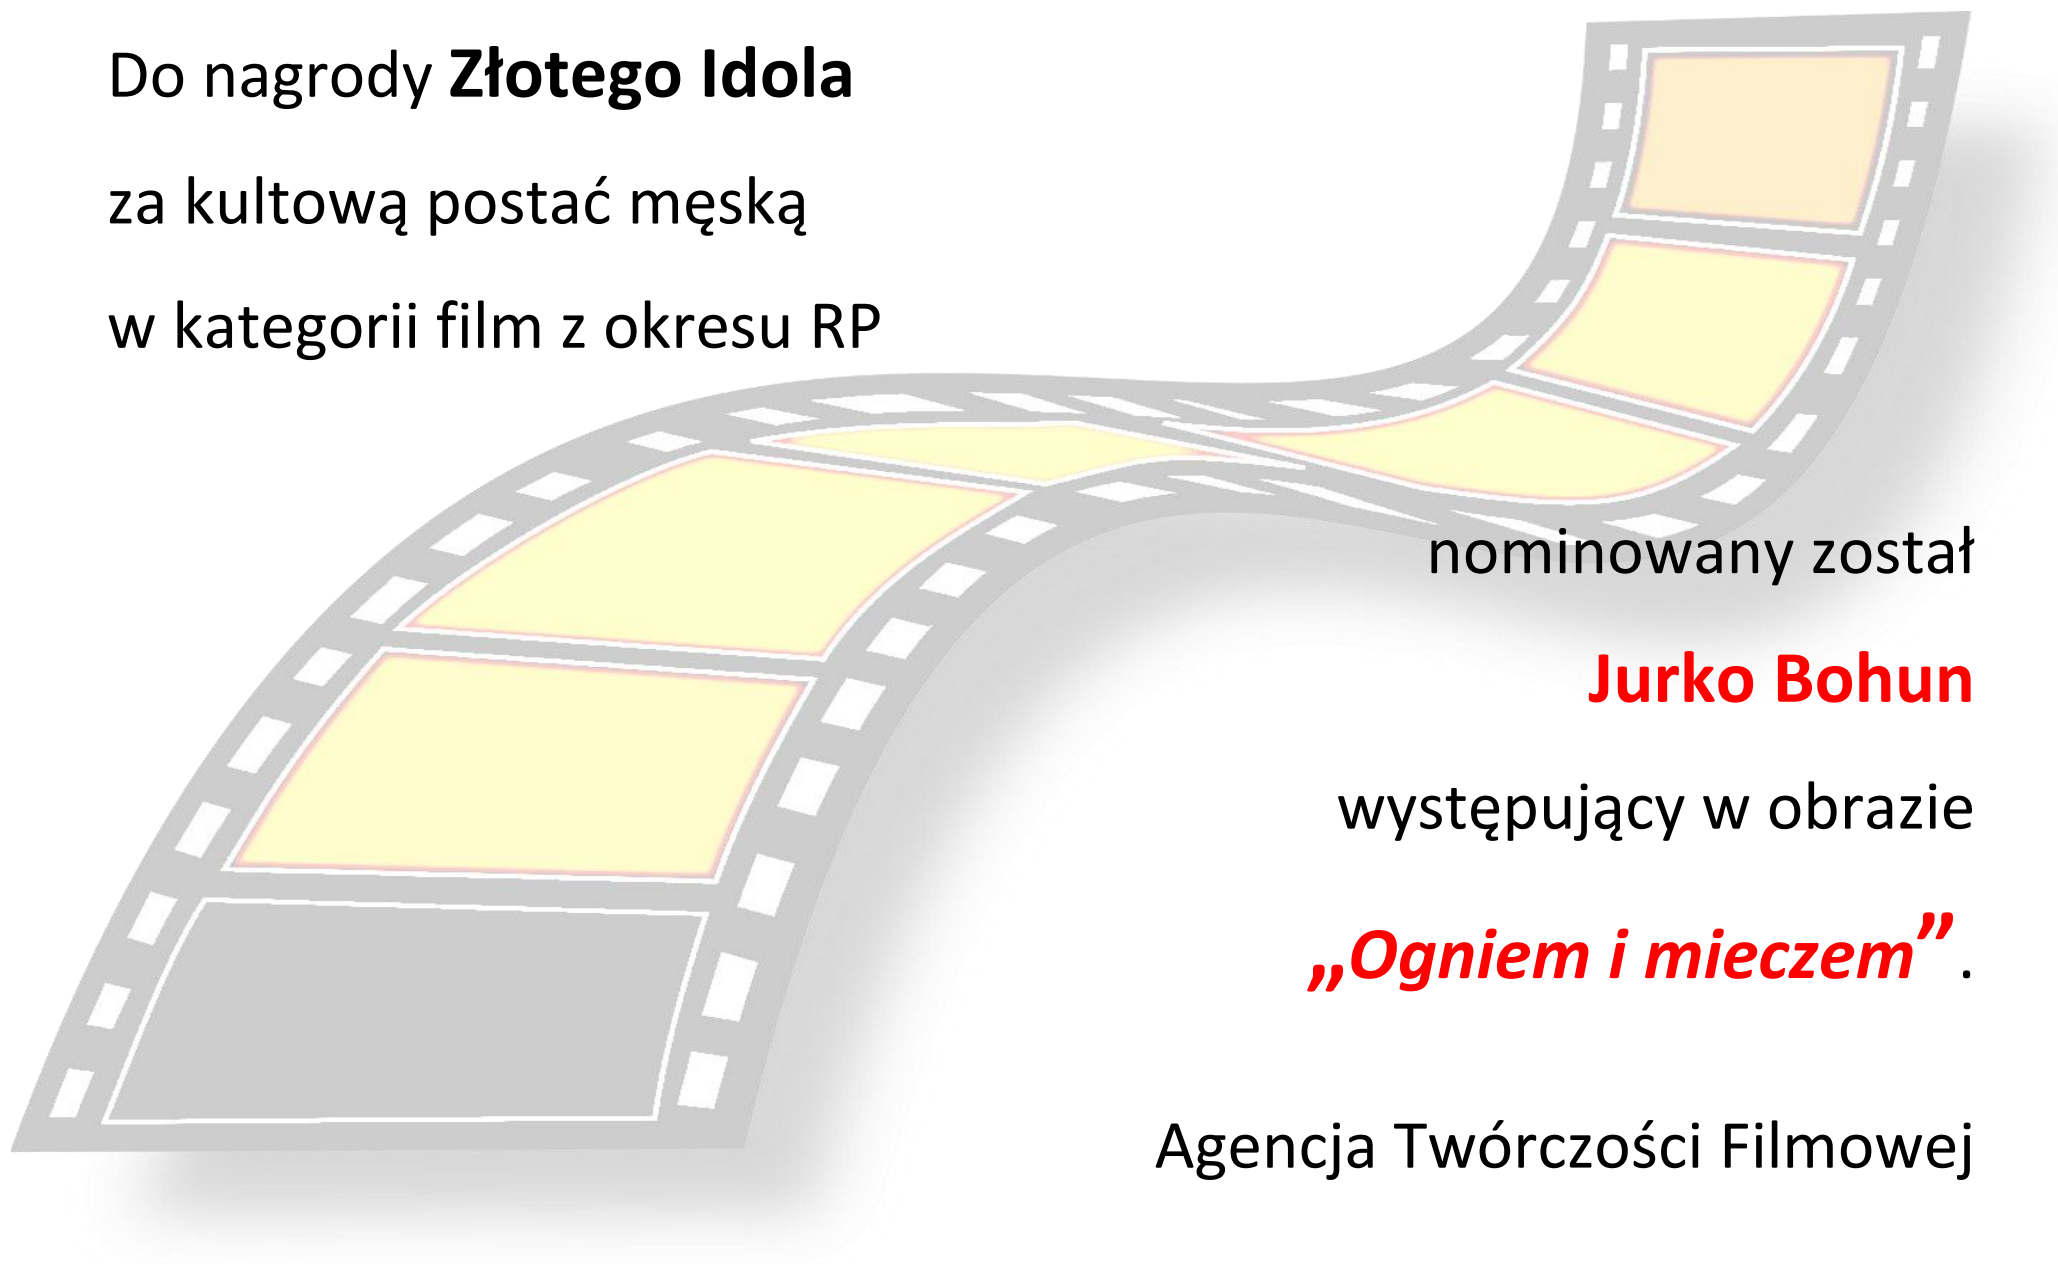 Do nagrody Złotego Idola
za kultową postać męską
w kategorii film z okresu RP
nominowany został
Jurko Bohun
występujący w obrazie
„Ogniem i mieczem”.
Agencja Twórczości Filmowej